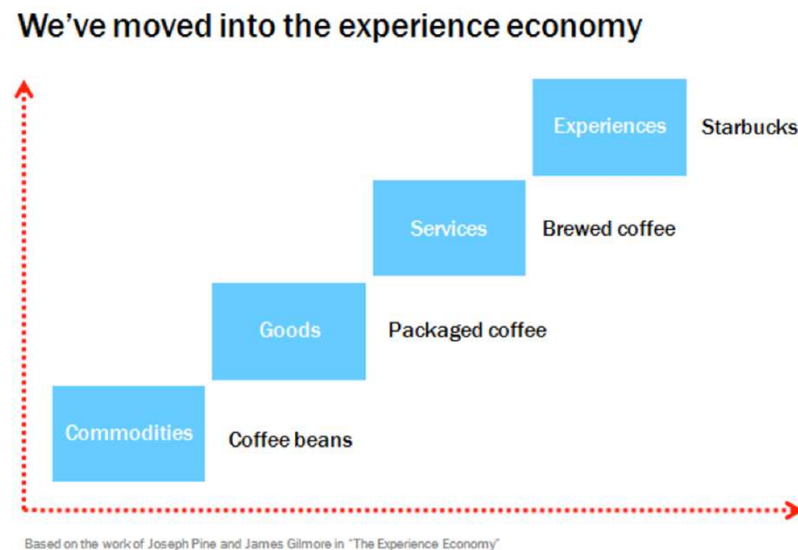 We've moved into the experience economy
Experiences
Starbucks
Services
Brewed coffee
Goods
Packaged coffee
Commodities
Coffee beans
Based on the work of Joseph Pine and James Gilmore in "The Experience Economy"